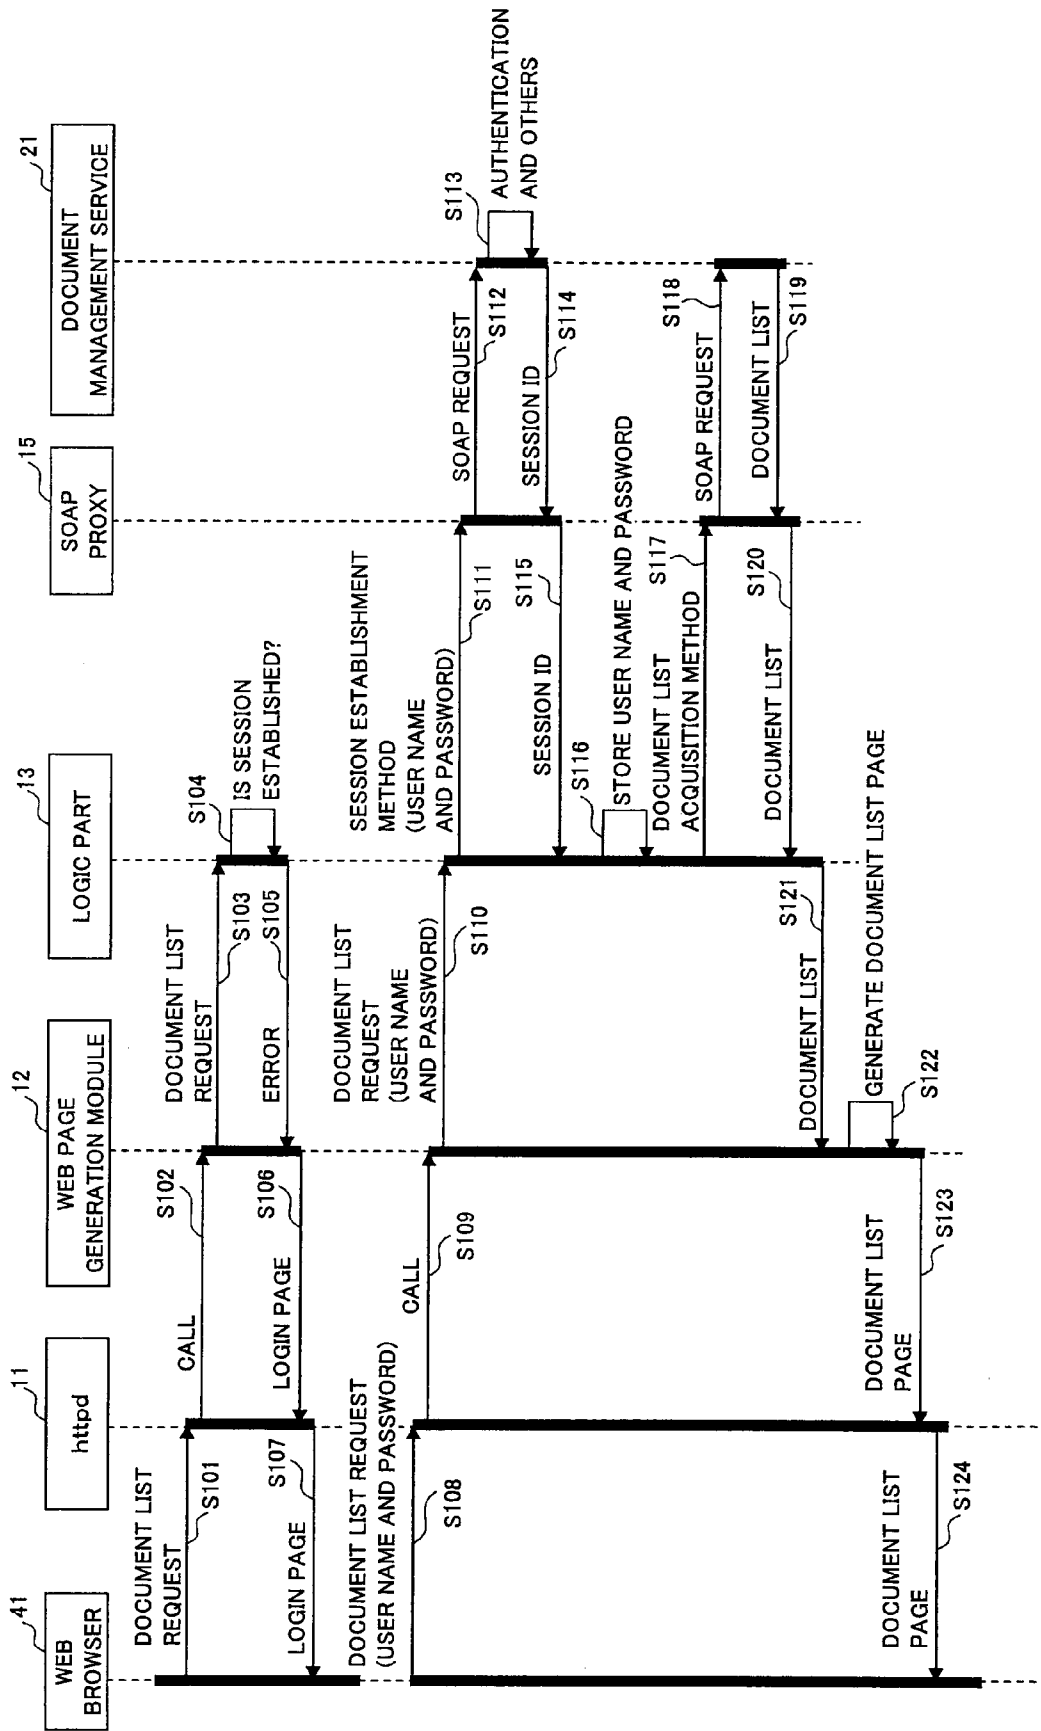 41
WEB
BROWSER
11
httpd
12
WEB PAGE
GENERATION MODULE
13
LOGIC PART
15
SOAP
PROXY
21
DOCUMENT
MANAGEMENT SERVICE
DOCUMENT LIST
REQUEST
S101
CALL
S102
DOCUMENT LIST
REQUEST
S103
S104
IS SESSION
ESTABLISHED?
ERROR
S105
LOGIN PAGE
S106
LOGIN PAGE
S107
DOCUMENT LIST REQUEST
(USER NAME AND PASSWORD)
S108
CALL
S109
DOCUMENT LIST
REQUEST
(USER NAME
AND PASSWORD)
S110
SESSION ESTABLISHMENT
METHOD
(USER NAME
AND PASSWORD)
S111
SOAP REQUEST
S112
S113
AUTHENTICATION
AND OTHERS
SESSION ID
S114
SESSION ID
S115
S116
STORE USER NAME AND PASSWORD
DOCUMENT LIST
ACQUISITION METHOD
S117
SOAP REQUEST
S118
DOCUMENT LIST
S119
DOCUMENT LIST
S120
DOCUMENT LIST
S121
GENERATE DOCUMENT LIST PAGE
S122
DOCUMENT LIST
PAGE
S123
DOCUMENT LIST
PAGE
S124